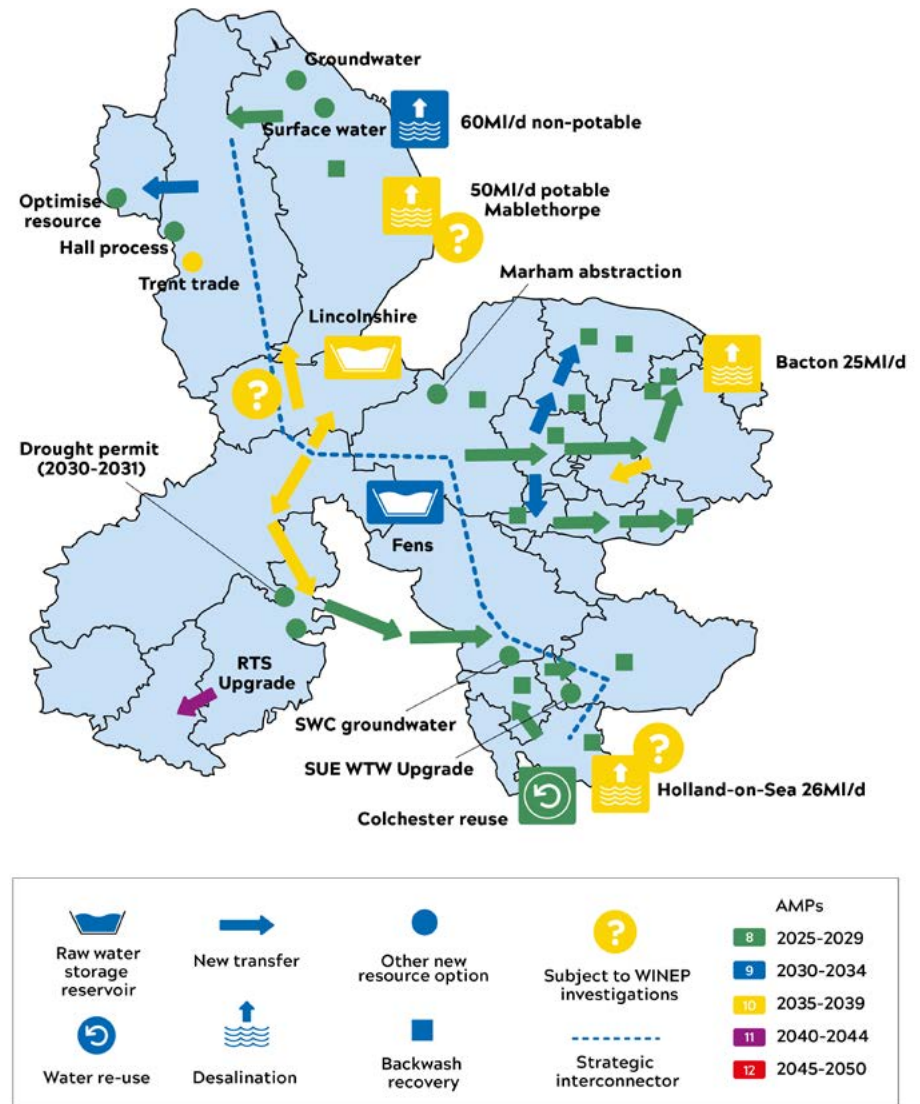 Groundwater
Surface water
60Ml/d non-potable
50Ml/d potable
Mablethorpe
?
Optimise
resource
Hall process
Trent trade
Marham abstraction
Lincolnshire
Bacton 25Ml/d
?
Drought permit
(2030-2031)
Fens
RTS
Upgrade
SWC groundwater
SUE WTW Upgrade
?
Holland-on-Sea 26Ml/d
Colchester reuse
Raw water
storage
reservoir
New transfer
Other new
resource option
?
Subject to WINEP
investigations
Water re-use
Desalination
Backwash
recovery
Strategic
interconnector
AMPs
8 2025-2029
9 2030-2034
10 2035-2039
11 2040-2044
12 2045-2050